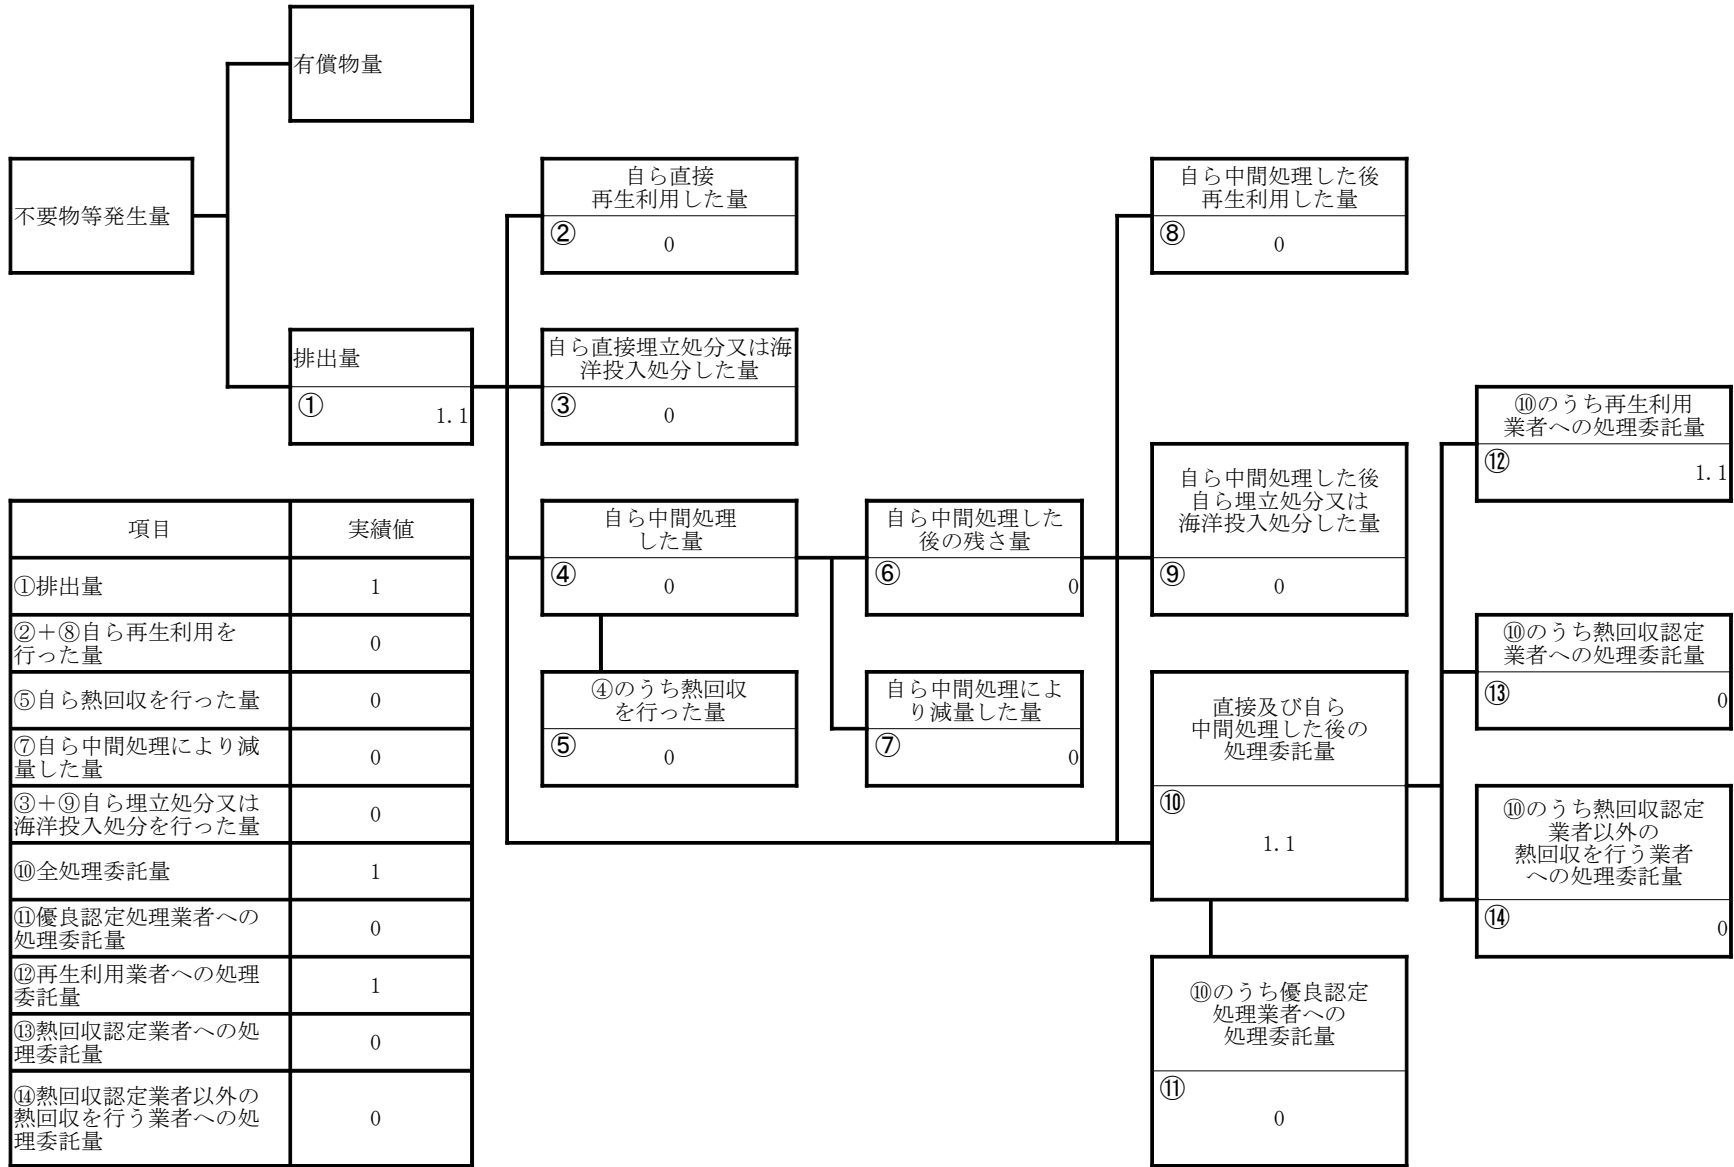 有償物量
不要物等発生量
自ら直接
再生利用した量
②
0
自ら中間処理した後
再生利用した量
⑧
0
排出量
①
1.1
自ら直接埋立処分又は海
洋投入処分した量
③
0
⑩のうち再生利用
業者への処理委託量
⑫
1.1
自ら中間処理
した量
④
0
自ら中間処理した
後の残さ量
⑥
0
自ら中間処理した後
自ら埋立処分又は
海洋投入処分した量
⑨
0
⑩のうち熱回収認定
業者への処理委託量
⑬
0
④のうち熱回収
を行った量
⑤
0
自ら中間処理によ
り減量した量
⑦
0
直接及び自ら
中間処理した後の
処理委託量
⑩
1.1
⑩のうち熱回収認定
業者以外の
熱回収を行う業者
への処理委託量
⑭
0
⑩のうち優良認定
処理業者への
処理委託量
⑪
0
項目 実績値
①排出量 1
②＋⑧自ら再生利用を
行った量 0
⑤自ら熱回収を行った量 0
⑦自ら中間処理により減
量した量 0
③＋⑨自ら埋立処分又は
海洋投入処分を行った量 0
⑩全処理委託量 1
⑪優良認定処理業者への
処理委託量 0
⑫再生利用業者への処理
委託量 1
⑬熱回収認定業者への処
理委託量 0
⑭熱回収認定業者以外の
熱回収を行う業者への処
理委託量 0